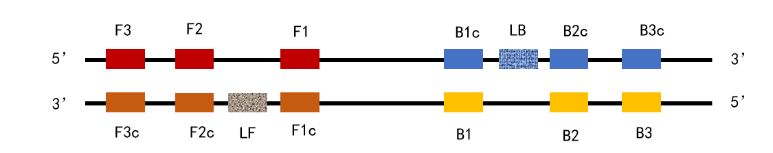 F3 F2 F1 B1c LB B2c B3c
5’ 3’
3’ 5’
F3c F2c LF F1c B1 B2 B3